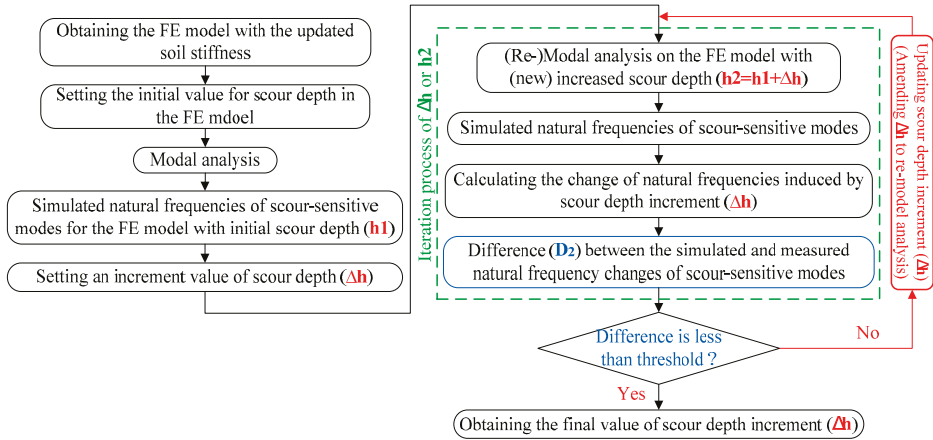 Obtaining the FE model with the updated
soil stiffness
Setting the initial value for scour depth in
the FE mdoel
Modal analysis
Simulated natural frequencies of scour-sensitive
modes for the FE model with initial scour depth (h1)
Setting an increment value of scour depth (Δh)
Iteration process of Δh or h2
(Re-)Modal analysis on the FE model with
(new) increased scour depth (h2=h1+Δh)
Simulated natural frequencies of scour-sensitive modes
Calculating the change of natural frequencies induced by
scour depth increment (Δh)
Difference (D2) between the simulated and measured
natural frequency changes of scour-sensitive modes
Difference is less
than threshold ?
No
Yes
Updating scour depth increment (Δh)
(Amending Δh to re-model analysis)
Obtaining the final value of scour depth increment (Δh)